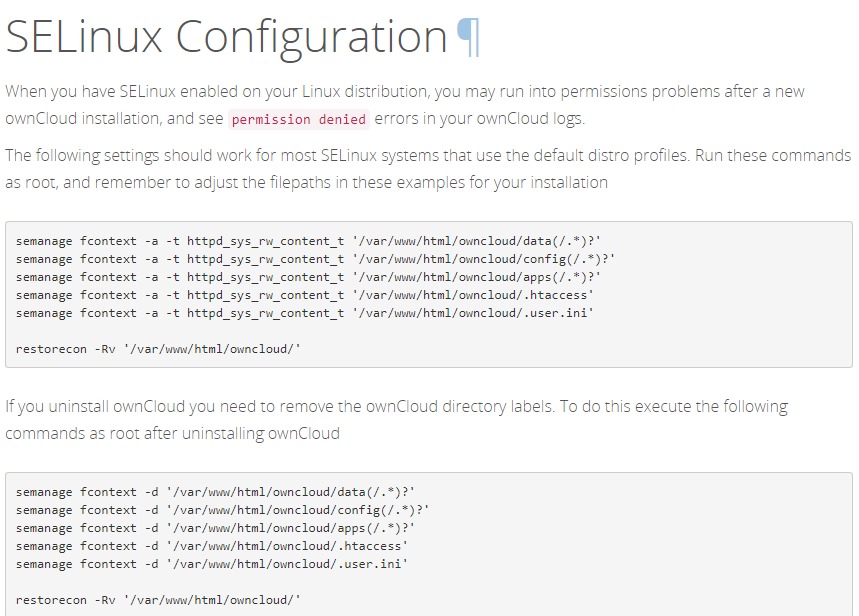 SELinux Configuration¶
When you have SELinux enabled on your Linux distribution, you may run into permissions problems after a new
ownCloud installation, and see permission denied errors in your ownCloud logs.
The following settings should work for most SELinux systems that use the default distro profiles. Run these commands
as root, and remember to adjust the filepaths in these examples for your installation
semanage fcontext -a -t httpd_sys_rw_content_t '/var/www/html/owncloud/data(/.*)?'
semanage fcontext -a -t httpd_sys_rw_content_t '/var/www/html/owncloud/config(/.*)?'
semanage fcontext -a -t httpd_sys_rw_content_t '/var/www/html/owncloud/apps(/.*)?'
semanage fcontext -a -t httpd_sys_rw_content_t '/var/www/html/owncloud/.htaccess'
semanage fcontext -a -t httpd_sys_rw_content_t '/var/www/html/owncloud/.user.ini'
restorecon -Rv '/var/www/html/owncloud/'
If you uninstall ownCloud you need to remove the ownCloud directory labels. To do this execute the following
commands as root after uninstalling ownCloud
semanage fcontext -d '/var/www/html/owncloud/data(/.*)?'
semanage fcontext -d '/var/www/html/owncloud/config(/.*)?'
semanage fcontext -d '/var/www/html/owncloud/apps(/.*)?'
semanage fcontext -d '/var/www/html/owncloud/.htaccess'
semanage fcontext -d '/var/www/html/owncloud/.user.ini'
restorecon -Rv '/var/www/html/owncloud/'